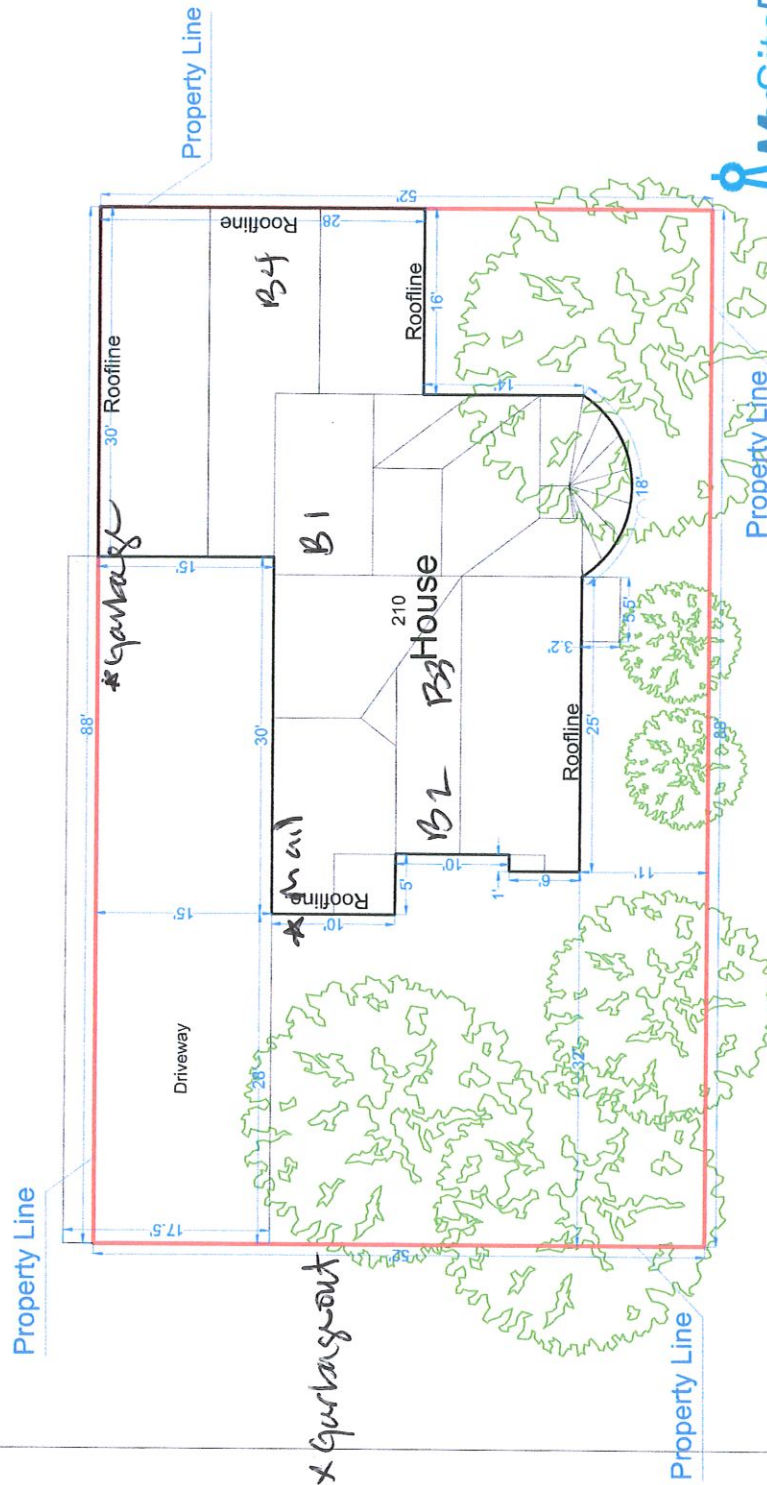 Property Line
Property Line
88'
52'
30'
Roofline
Roofline
28'
B4
*Garbage
15'
15'
Driveway
17.5'
28'
30'
B1
* Mail
Roofline
10'
210
House
B2
B3
5'
10'
1'
6'
Roofline
16'
14'
18'
Roofline
25'
3.2'
5.5'
11'
32'
52'
88'
* Garbage out
Property Line
Property Line